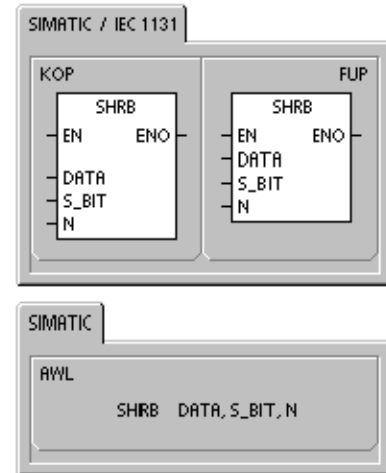 SIMATIC / IEC 1131
KOP
FUP
SHRB
EN ENO
DATA
S_BIT
N
SHRB
EN ENO
DATA
S_BIT
N
SIMATIC
AWL
SHRB DATA, S_BIT, N